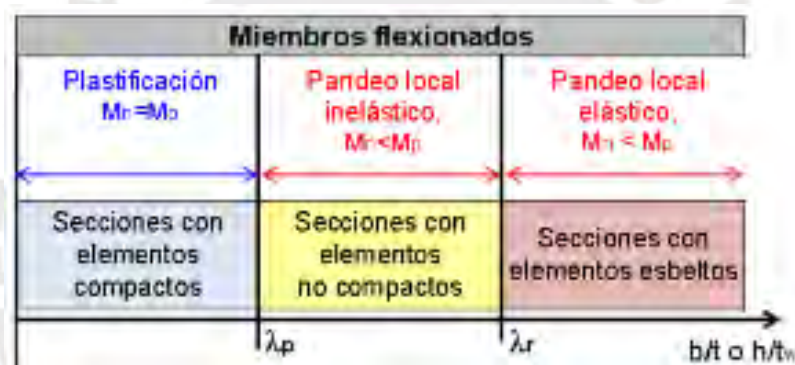 Miembros flexionados
Plastificación
Mn=Mp
Pandeo local
inelástico,
Mn<Mp
Pandeo local
elástico,
Mn < Mp
Secciones con
elementos
compactos
Secciones con
elementos
no compactos
Secciones con
elementos esbeltos
λp
λr
b/t o h/tw